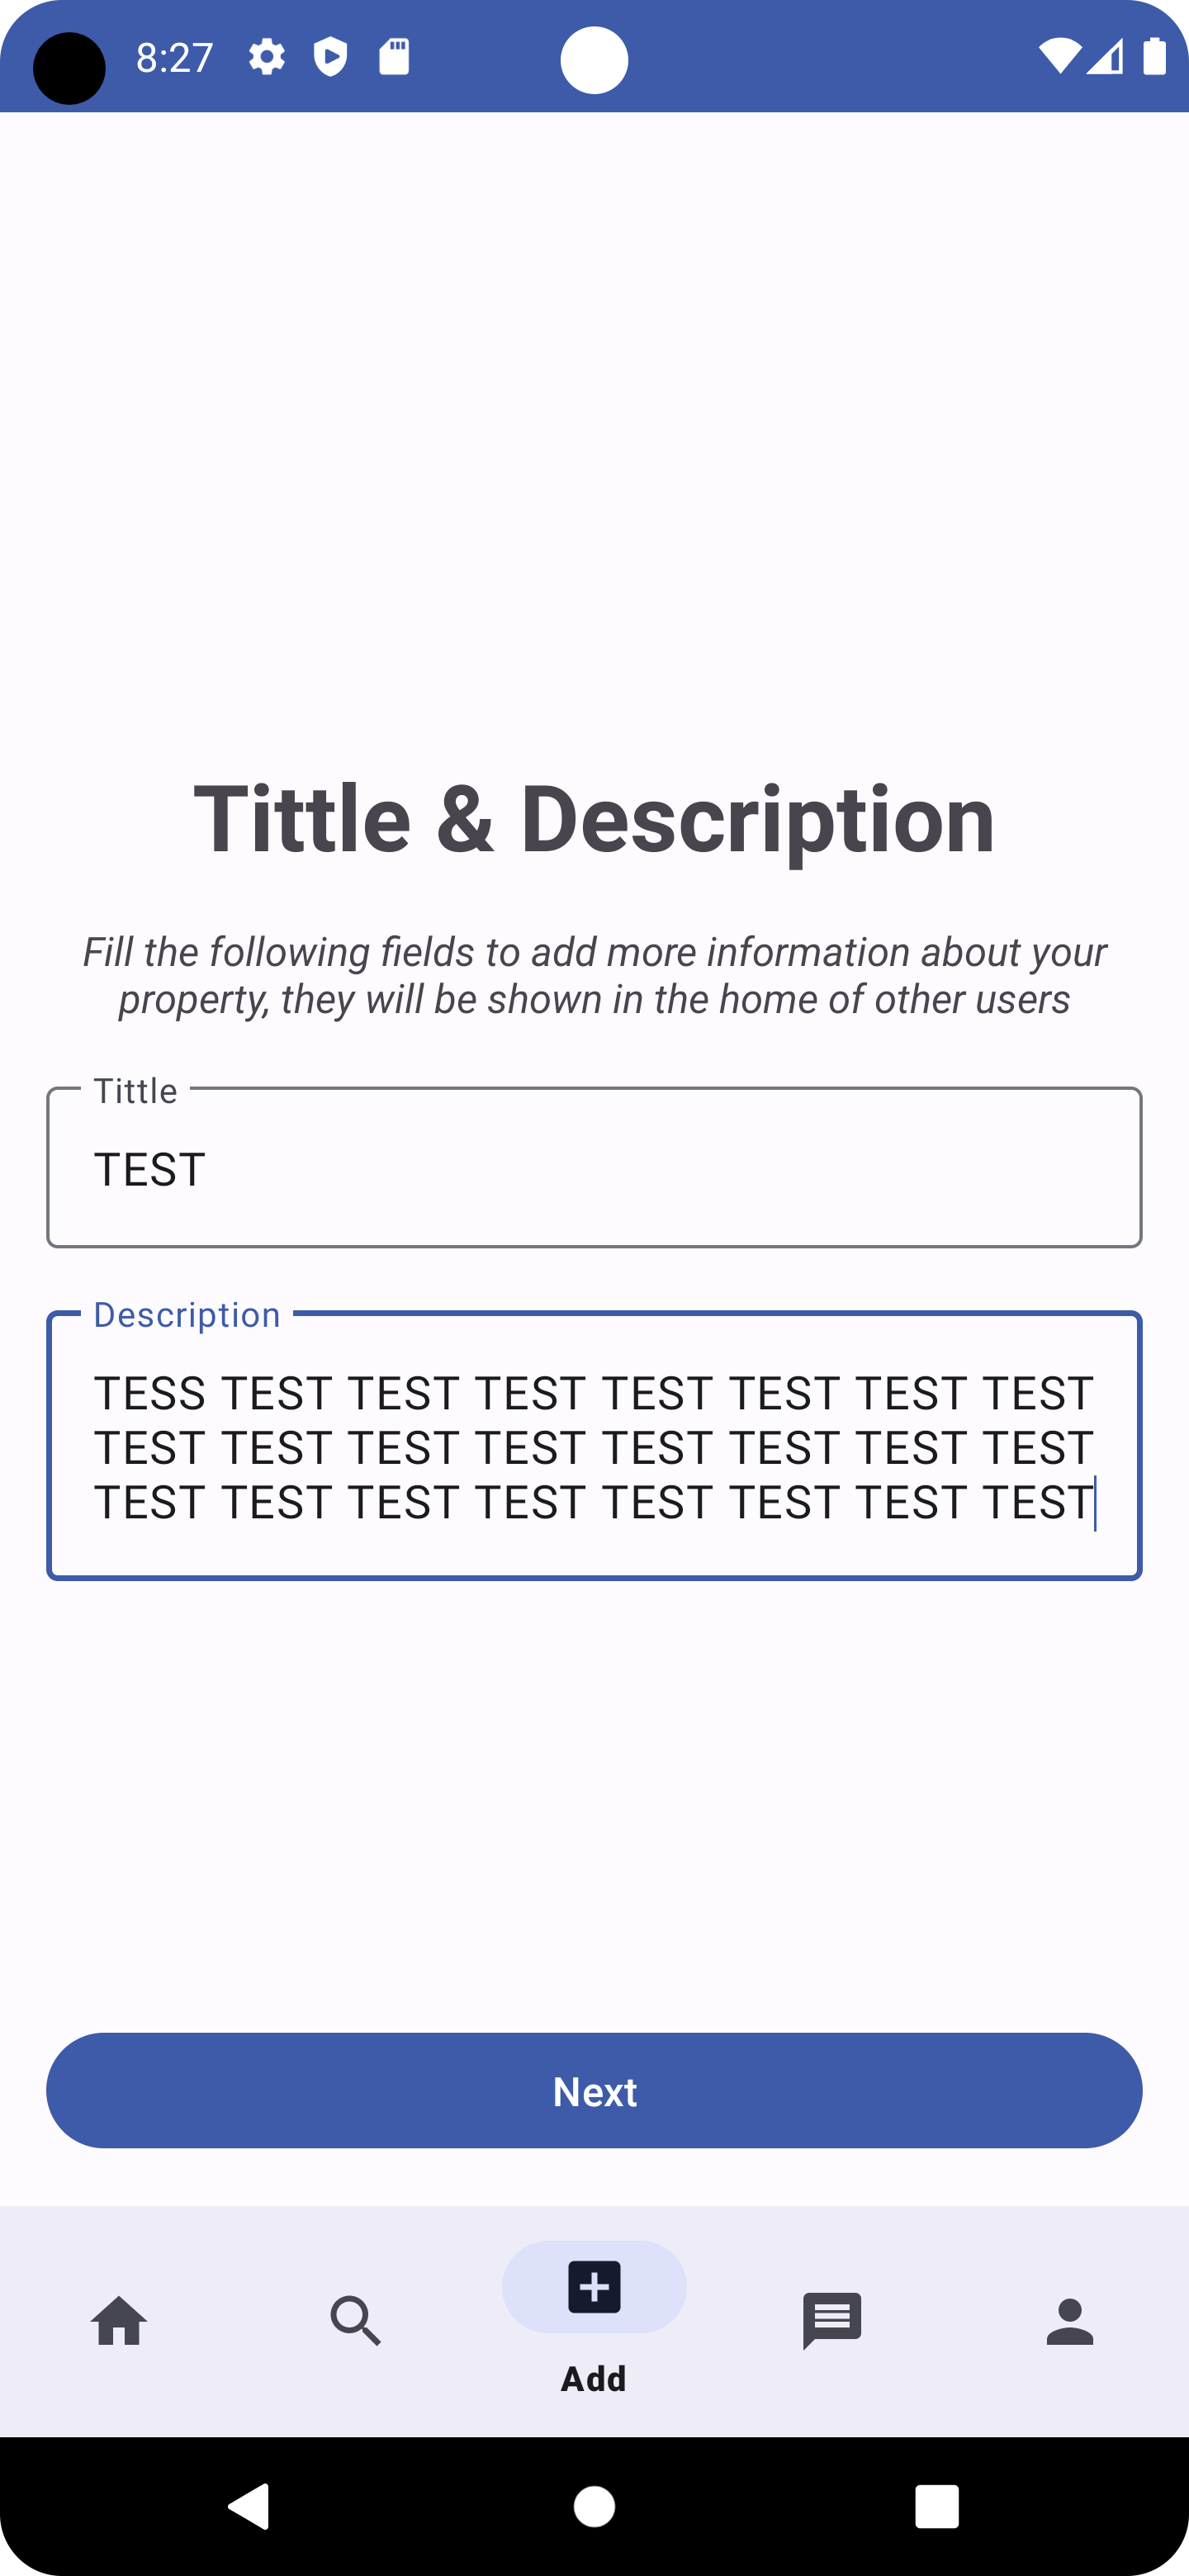 8:27
Tittle & Description
Fill the following fields to add more information about your
property, they will be shown in the home of other users
Tittle
TEST
Description
TESS TEST TEST TEST TEST TEST TEST TEST
TEST TEST TEST TEST TEST TEST TEST TEST
TEST TEST TEST TEST TEST TEST TEST TEST
Next
Add